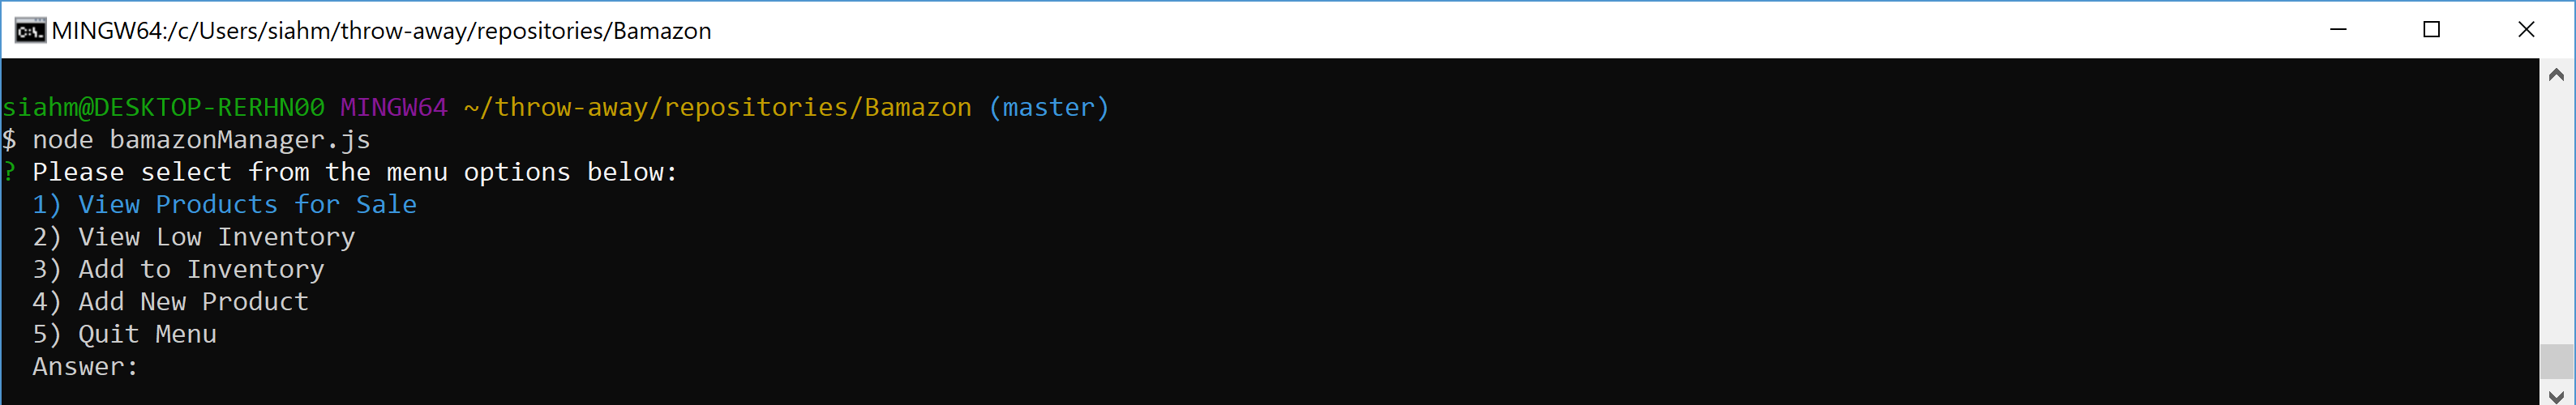 MINGW64:/c/Users/siahm/throw-away/repositories/Bamazon
siahm@DESKTOP-RERHN00 MINGW64 ~/throw-away/repositories/Bamazon (master)
$ node bamazonManager.js
? Please select from the menu options below:
1) View Products for Sale
2) View Low Inventory
3) Add to Inventory
4) Add New Product
5) Quit Menu
Answer: